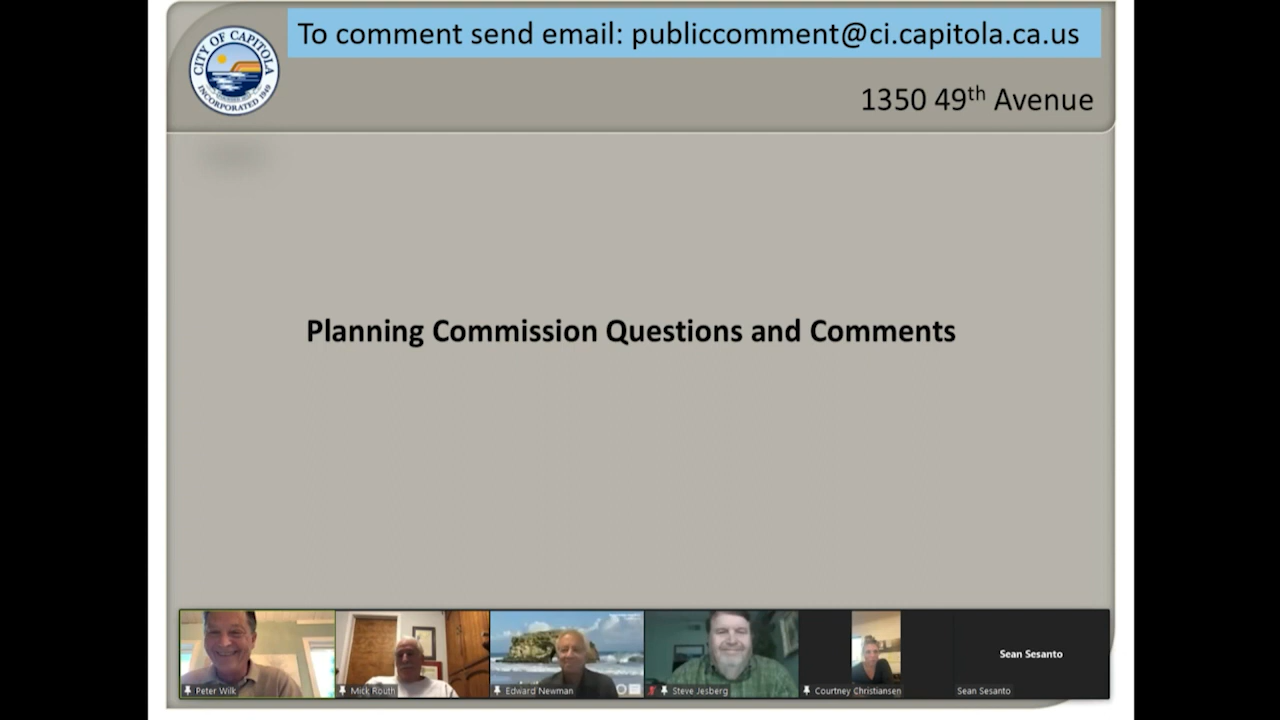 To comment send email: publiccomment@ci.capitola.ca.us
CITY OF CAPITOLA
INCORPORATED 1949
1350 49th Avenue
Planning Commission Questions and Comments
Sean Sesanto
Peter Wilk
Mick Routh
Edward Newman
Steve Jesberg
Courtney Christiansen
Sean Sesanto